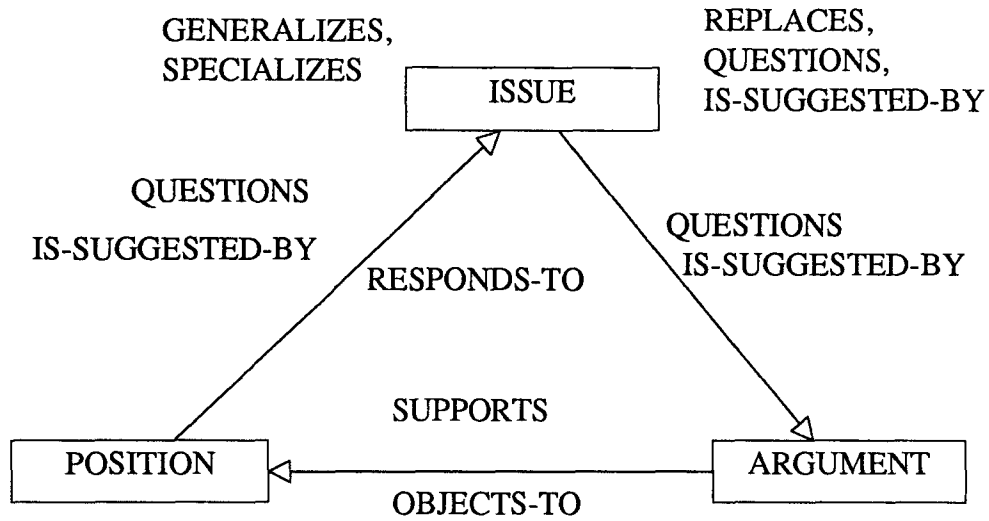 GENERALIZES,
SPECIALIZES
REPLACES,
QUESTIONS,
IS-SUGGESTED-BY
ISSUE
QUESTIONS
IS-SUGGESTED-BY
RESPONDS-TO
QUESTIONS
IS-SUGGESTED-BY
SUPPORTS
POSITION
ARGUMENT
OBJECTS-TO